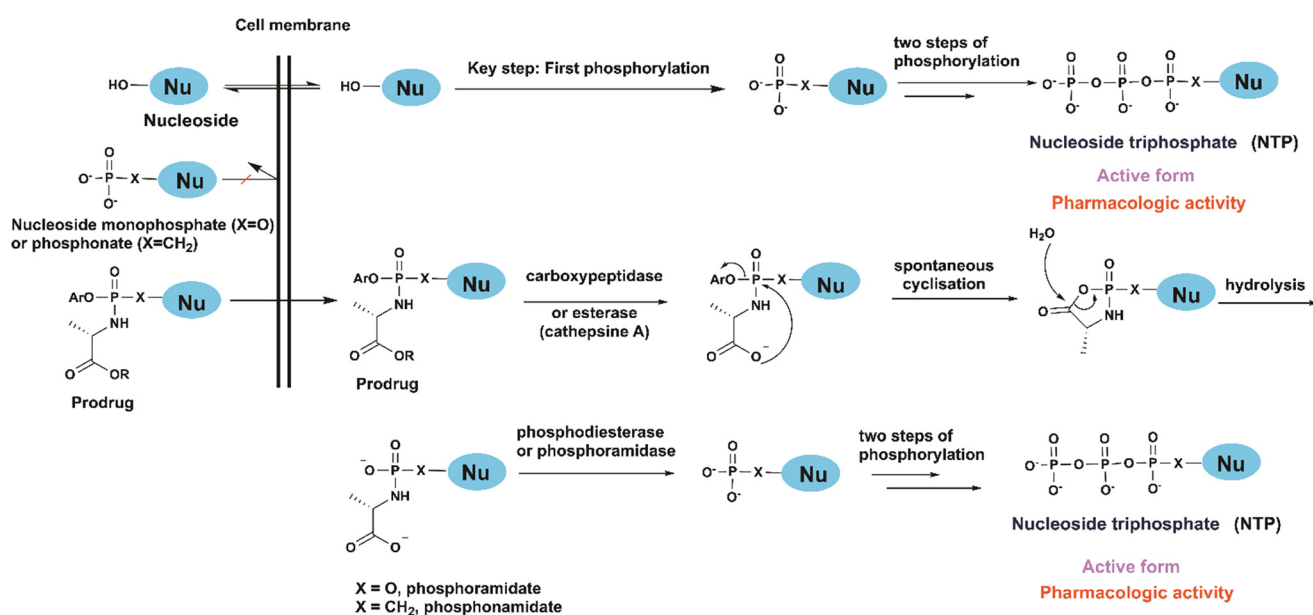 Cell membrane
HO Nu
Nucleoside
HO Nu
Key step: First phosphorylation
O
O⁻ P X Nu
O⁻
two steps of
phosphorylation
O O O
O⁻ P O P O P X Nu
O⁻ O⁻ O⁻
Nucleoside triphosphate (NTP)
Active form
Pharmacologic activity
O
O⁻ P X Nu
O⁻
Nucleoside monophosphate (X=O)
or phosphonate (X=CH₂)
O
ArO P X Nu
NH
O OR
Prodrug
O
ArO P X Nu
NH
O OR
Prodrug
carboxypeptidase
or esterase
(cathepsine A)
O
ArO P X Nu
NH
O O⁻
spontaneous
cyclisation
H₂O
O
O P X Nu
O NH
hydrolysis
O
⁻O P X Nu
NH
O O⁻
phosphodiesterase
or phosphoramidase
O
O⁻ P X Nu
O⁻
two steps of
phosphorylation
O O O
O⁻ P O P O P X Nu
O⁻ O⁻ O⁻
Nucleoside triphosphate (NTP)
Active form
Pharmacologic activity
X = O, phosphoramidate
X = CH₂, phosphonamidate